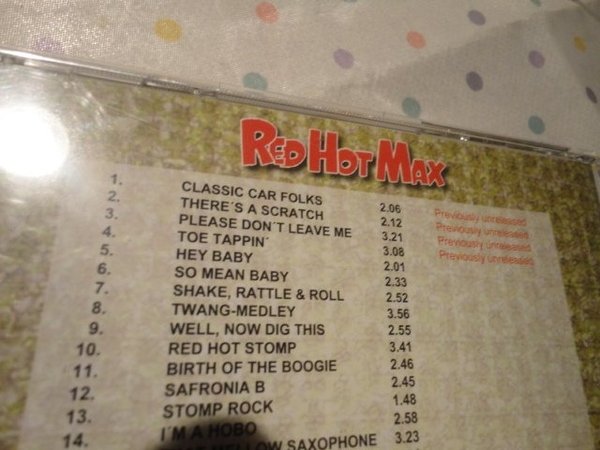 RED HOT MAX
1. CLASSIC CAR FOLKS 2.06 Previously unreleased
2. THERE´S A SCRATCH 2.12 Previously unreleased
3. PLEASE DON´T LEAVE ME 3.21 Previously unreleased
4. TOE TAPPIN´ 3.08 Previously unreleased
5. HEY BABY 2.01
6. SO MEAN BABY 2.33
7. SHAKE, RATTLE & ROLL 2.52
8. TWANG-MEDLEY 3.56
9. WELL, NOW DIG THIS 2.55
10. RED HOT STOMP 3.41
11. BIRTH OF THE BOOGIE 2.46
12. SAFRONIA B 2.45
13. STOMP ROCK 1.48
14. I´M A HOBO 2.58
MELLOW SAXOPHONE 3.23